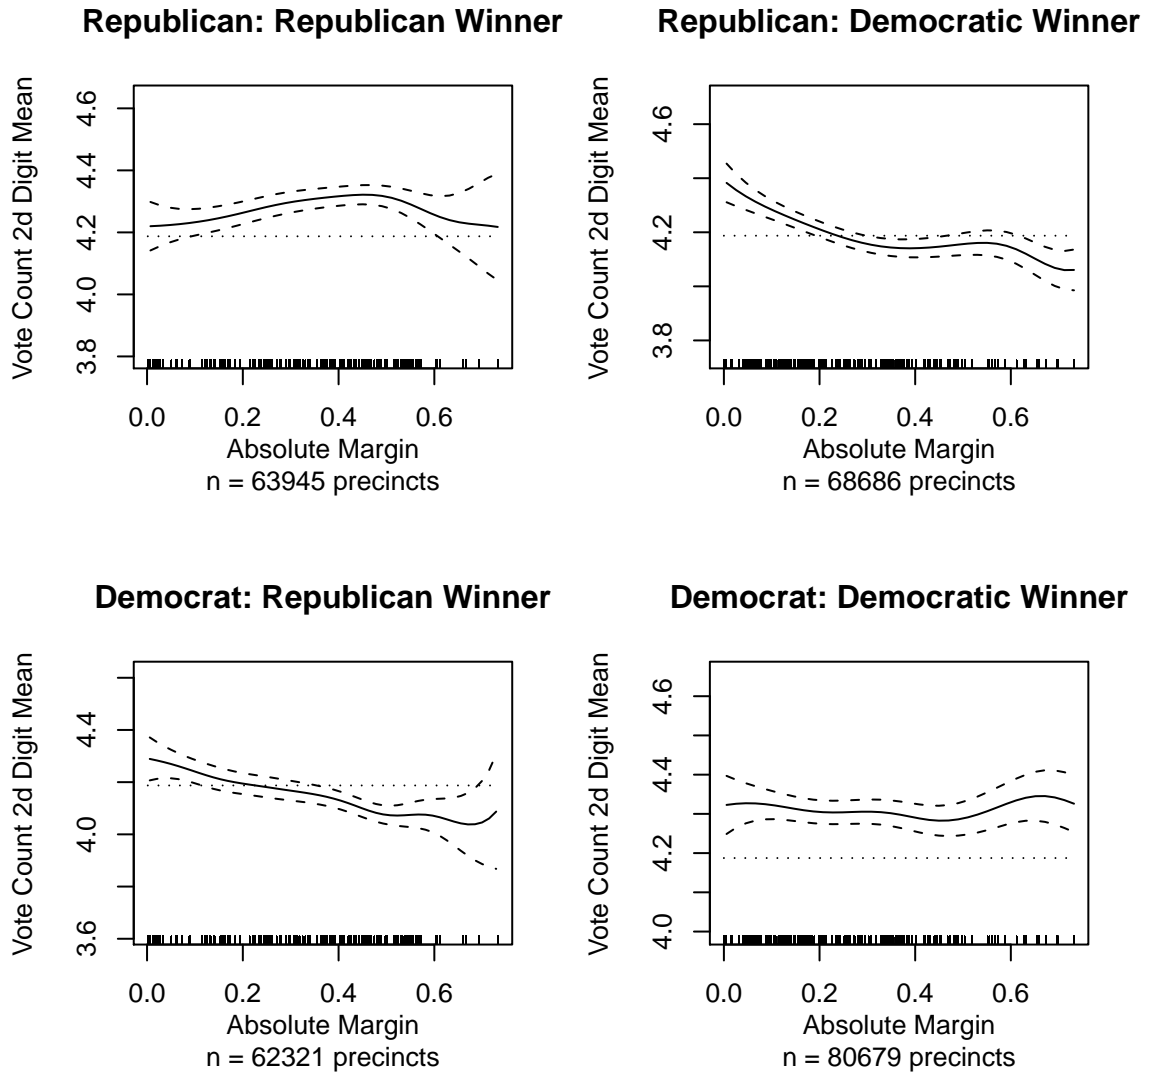 Republican: Republican Winner
Vote Count 2d Digit Mean
4.6
4.4
4.2
4.0
3.8
0.0 0.2 0.4 0.6
Absolute Margin
n = 63945 precincts
Republican: Democratic Winner
Vote Count 2d Digit Mean
4.6
4.2
3.8
0.0 0.2 0.4 0.6
Absolute Margin
n = 68686 precincts
Democrat: Republican Winner
Vote Count 2d Digit Mean
4.4
4.0
3.6
0.0 0.2 0.4 0.6
Absolute Margin
n = 62321 precincts
Democrat: Democratic Winner
Vote Count 2d Digit Mean
4.6
4.4
4.2
4.0
0.0 0.2 0.4 0.6
Absolute Margin
n = 80679 precincts